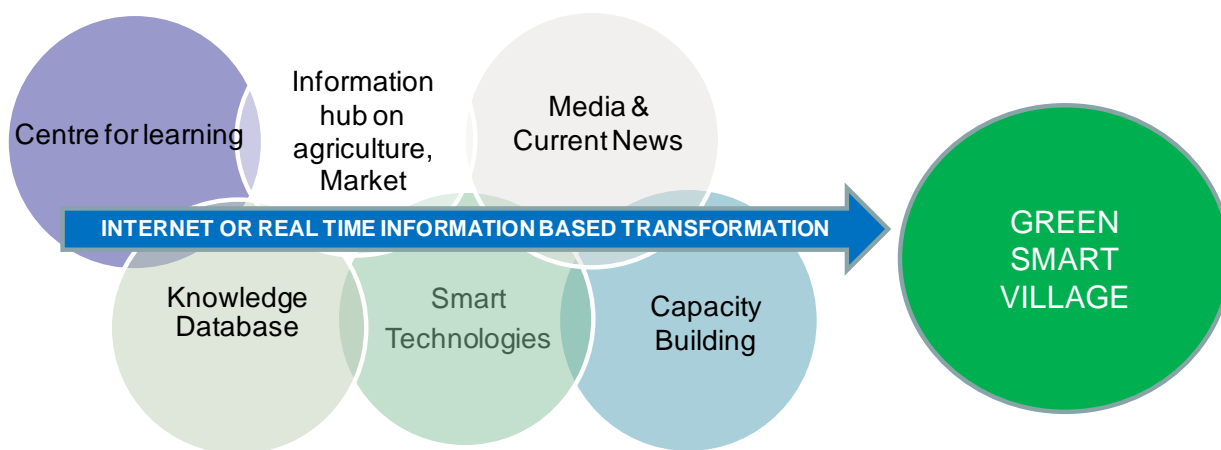 Centre for learning
Information
hub on
agriculture,
Market
Media &
Current News
INTERNET OR REAL TIME INFORMATION BASED TRANSFORMATION
Knowledge
Database
Smart
Technologies
Capacity
Building
GREEN
SMART
VILLAGE